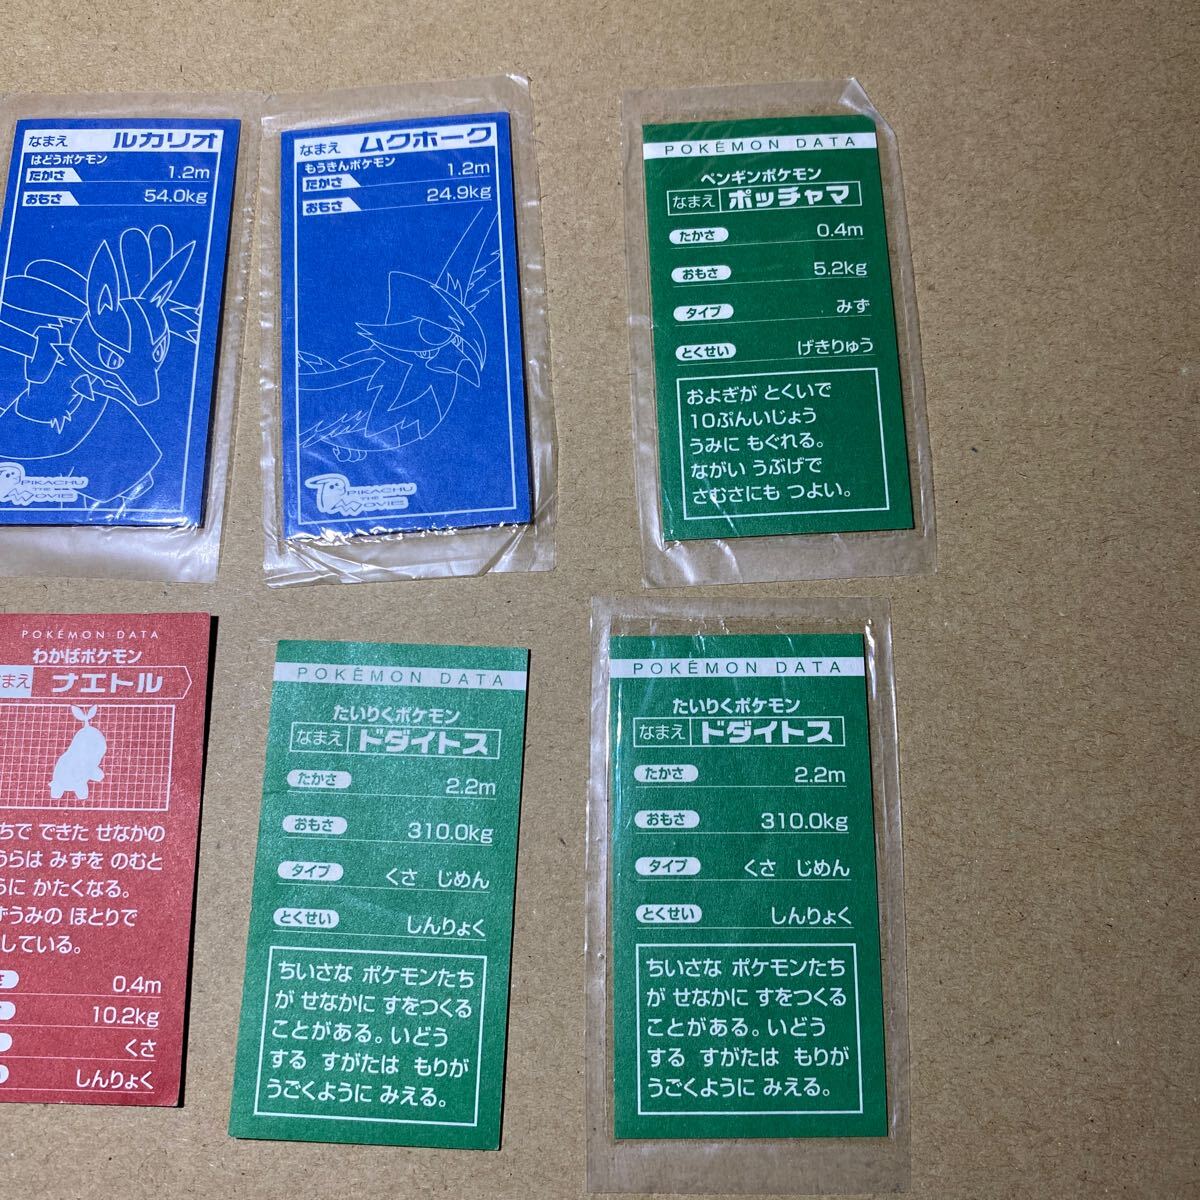 なまえ ルカリオ
はどうポケモン
たかさ 1.2m
おもさ 54.0kg
PIKACHU
THE
MOVIE
なまえ ムクホーク
もうきんポケモン
たかさ 1.2m
おもさ 24.9kg
PIKACHU
THE
MOVIE
POKÉMON DATA
ペンギンポケモン
なまえ ポッチャマ
たかさ 0.4m
おもさ 5.2kg
タイプ みず
とくせい げきりゅう
およぎが とくいで
10ぷんいじょう
うみに もぐれる。
ながい うぶげで
さむさにも つよい。
POKÉMON DATA
わかばポケモン
まえ ナエトル
ちで できた せなかの
うらは みずを のむと
うに かたくなる。
ずうみの ほとりで
している。
さ 0.4m
10.2kg
くさ
しんりょく
POKÉMON DATA
たいりくポケモン
なまえ ドダイトス
たかさ 2.2m
おもさ 310.0kg
タイプ くさ じめん
とくせい しんりょく
ちいさな ポケモンたち
が せなかに すをつくる
ことがある。いどう
する すがたは もりが
うごくように みえる。
POKÉMON DATA
たいりくポケモン
なまえ ドダイトス
たかさ 2.2m
おもさ 310.0kg
タイプ くさ じめん
とくせい しんりょく
ちいさな ポケモンたち
が せなかに すをつくる
ことがある。いどう
する すがたは もりが
うごくように みえる。